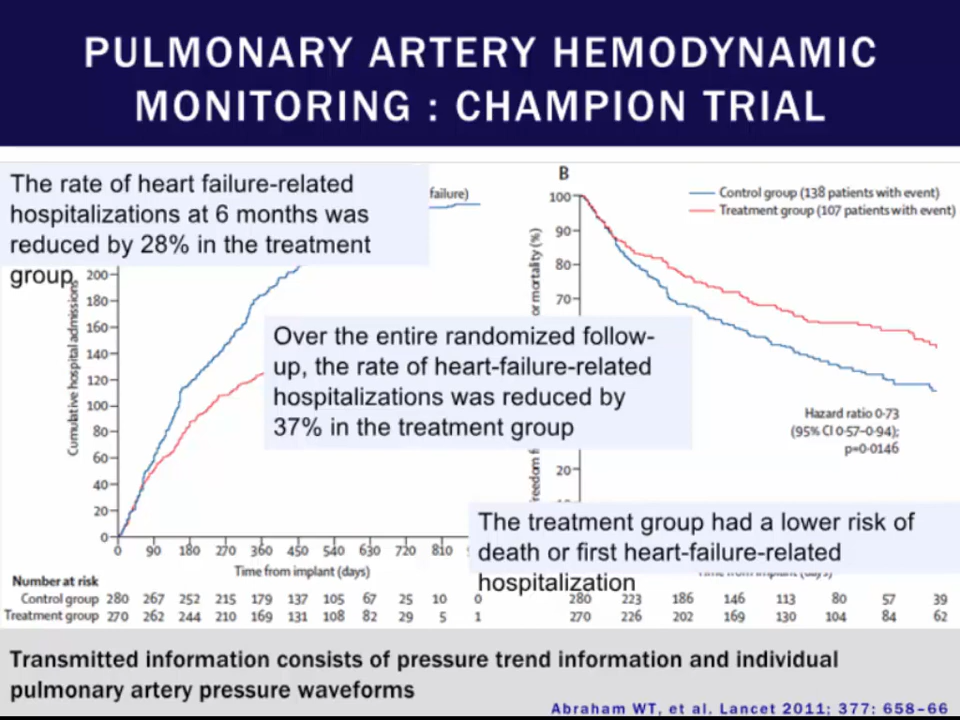 PULMONARY ARTERY HEMODYNAMIC
MONITORING : CHAMPION TRIAL
The rate of heart failure-related
hospitalizations at 6 months was
reduced by 28% in the treatment
group
failure)
Cumulative hospital admissions
200
180
160
140
120
100
80
60
40
20
0
0 90 180 270 360 450 540 630 720 810
Time from implant (days)
B
Control group (138 patients with event)
Treatment group (107 patients with event)
or mortality (%)
100
90
80
70
20
Over the entire randomized follow-
up, the rate of heart-failure-related
hospitalizations was reduced by
37% in the treatment group
Hazard ratio 0·73
(95% CI 0·57–0·94);
p=0·0146
The treatment group had a lower risk of
death or first heart-failure-related
hospitalization
Number at risk
Control group 280 267 252 215 179 137 105 67 25 10 0
Treatment group 270 262 244 210 169 131 108 82 29 5 1
280 223 186 146 113 80 57 39
270 226 202 169 130 104 84 62
Transmitted information consists of pressure trend information and individual
pulmonary artery pressure waveforms
Abraham WT, et al. Lancet 2011; 377: 658–66